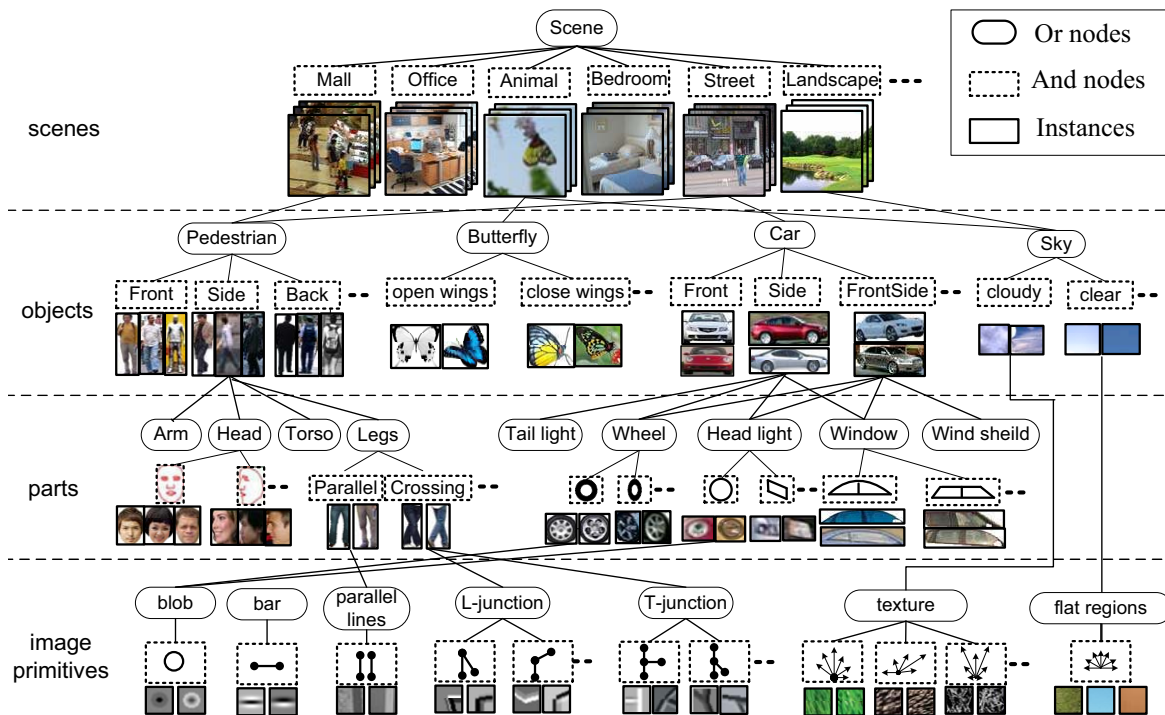 Scene
Or nodes
Mall
Office
Animal
Bedroom
Street
Landscape
And nodes
scenes
Instances
Pedestrian
Butterfly
Car
Sky
objects
Front
Side
Back
open wings
close wings
Front
Side
FrontSide
cloudy
clear
Arm
Head
Torso
Legs
Tail light
Wheel
Head light
Window
Wind sheild
parts
Parallel
Crossing
blob
bar
parallel
lines
L-junction
T-junction
texture
flat regions
image
primitives